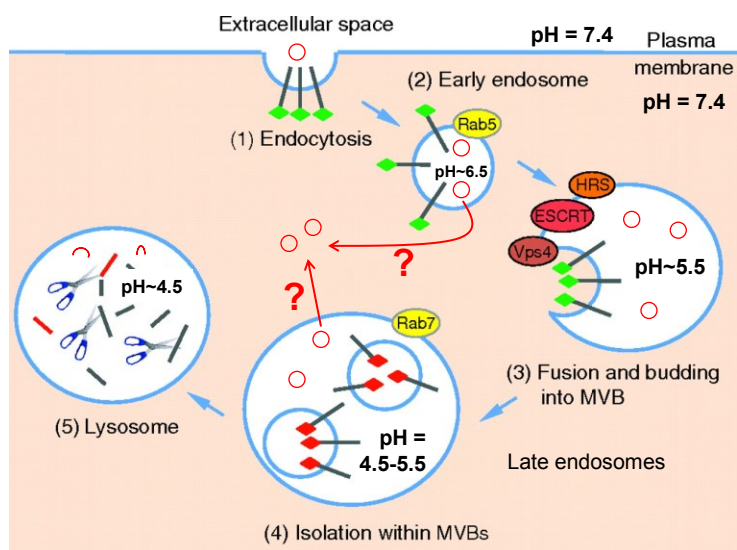 Extracellular space
pH = 7.4
Plasma
membrane
pH = 7.4
(1) Endocytosis
(2) Early endosome
Rab5
pH~6.5
HRS
ESCRT
Vps4
pH~5.5
(3) Fusion and budding
into MVB
?
?
Rab7
pH =
4.5-5.5
Late endosomes
(4) Isolation within MVBs
pH~4.5
(5) Lysosome